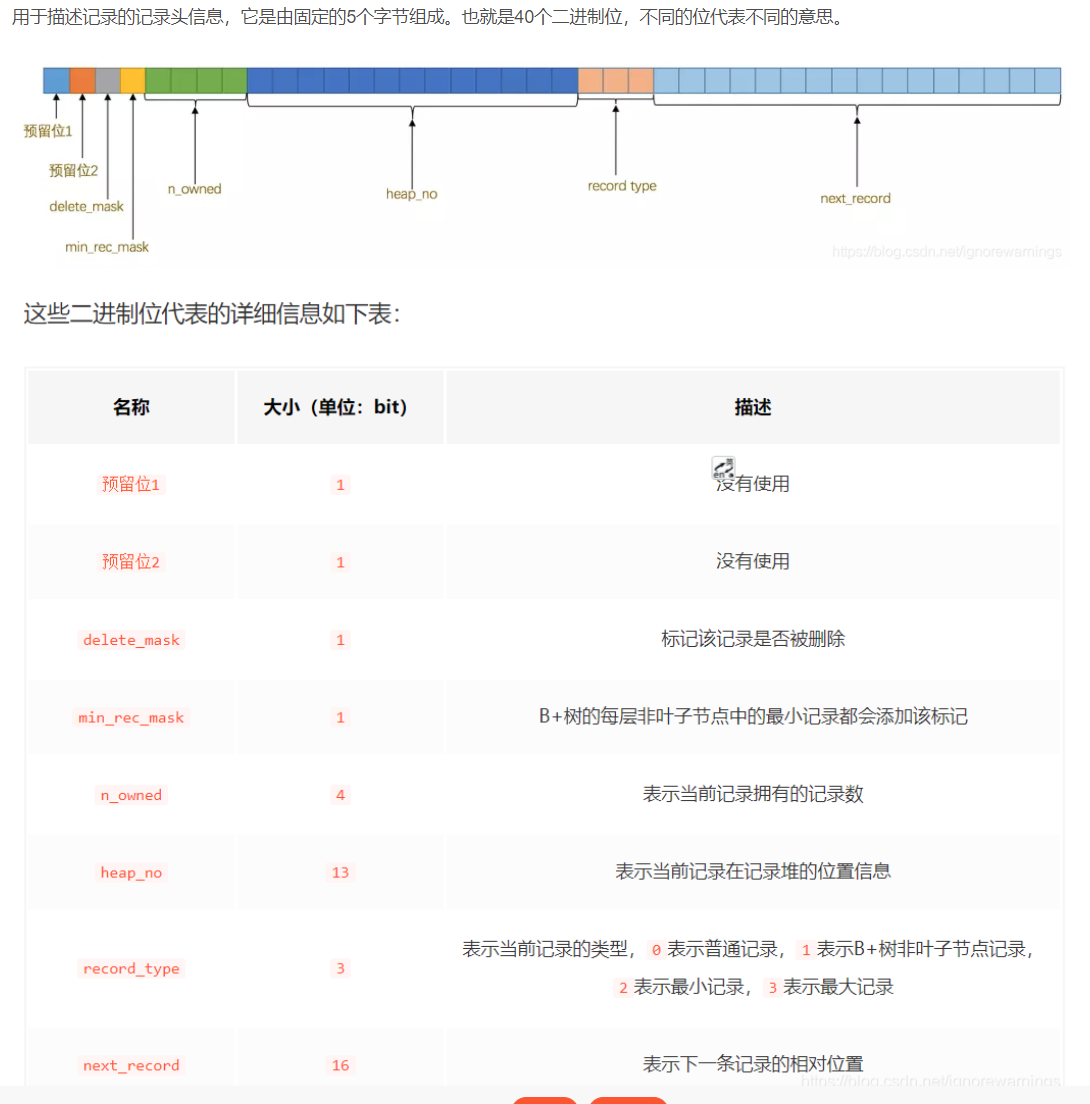 用于描述记录的记录头信息，它是由固定的5个字节组成。也就是40个二进制位，不同的位代表不同的意思。
预留位1
预留位2
delete_mask
min_rec_mask
n_owned
heap_no
record type
next_record
https://blog.csdn.net/ignorewarnings
这些二进制位代表的详细信息如下表：
名称 大小（单位：bit） 描述
预留位1 1 没有使用
预留位2 1 没有使用
delete_mask 1 标记该记录是否被删除
min_rec_mask 1 B+树的每层非叶子节点中的最小记录都会添加该标记
n_owned 4 表示当前记录拥有的记录数
heap_no 13 表示当前记录在记录堆的位置信息
record_type 3 表示当前记录的类型，0 表示普通记录，1 表示B+树非叶子节点记录，
2 表示最小记录，3 表示最大记录
next_record 16 表示下一条记录的相对位置
https://blog.csdn.net/ignorewarnings